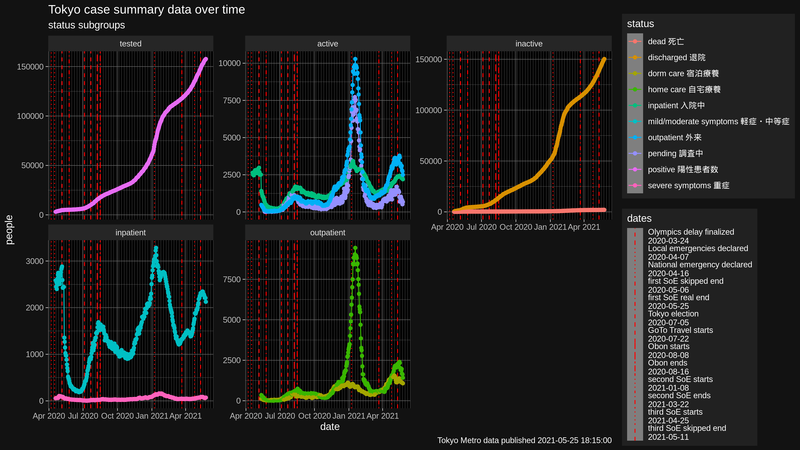 Tokyo case summary data over time
status subgroups
tested
active
inactive
150000
100000
50000
0
10000
7500
5000
2500
0
150000
100000
50000
0
Apr 2020 Jul 2020 Oct 2020 Jan 2021 Apr 2021
people
inpatient
outpatient
3000
2000
1000
0
7500
5000
2500
0
Apr 2020 Jul 2020 Oct 2020 Jan 2021 Apr 2021
Apr 2020 Jul 2020 Oct 2020 Jan 2021 Apr 2021
date
status
dead 死亡
discharged 退院
dorm care 宿泊療養
home care 自宅療養
inpatient 入院中
mild/moderate symptoms 軽症・中等症
outpatient 外来
pending 調査中
positive 陽性患者数
severe symptoms 重症
dates
Olympics delay finalized
2020-03-24
Local emergencies declared
2020-04-07
National emergency declared
2020-04-16
first SoE skipped end
2020-05-06
first SoE real end
2020-05-25
Tokyo election
2020-07-05
GoTo Travel starts
2020-07-22
Obon starts
2020-08-08
Obon ends
2020-08-16
second SoE starts
2021-01-08
second SoE ends
2021-03-22
third SoE starts
2021-04-25
third SoE skipped end
2021-05-11
Tokyo Metro data published 2021-05-25 18:15:00